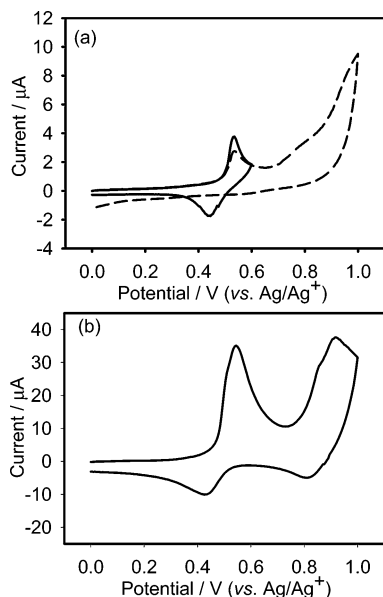 (a)
12
10
8
6
4
2
0
-2
-4
Current / μA
0.0 0.2 0.4 0.6 0.8 1.0
Potential / V (vs. Ag/Ag+)
(b)
40
30
20
10
0
-10
-20
Current / μA
0.0 0.2 0.4 0.6 0.8 1.0
Potential / V (vs. Ag/Ag+)